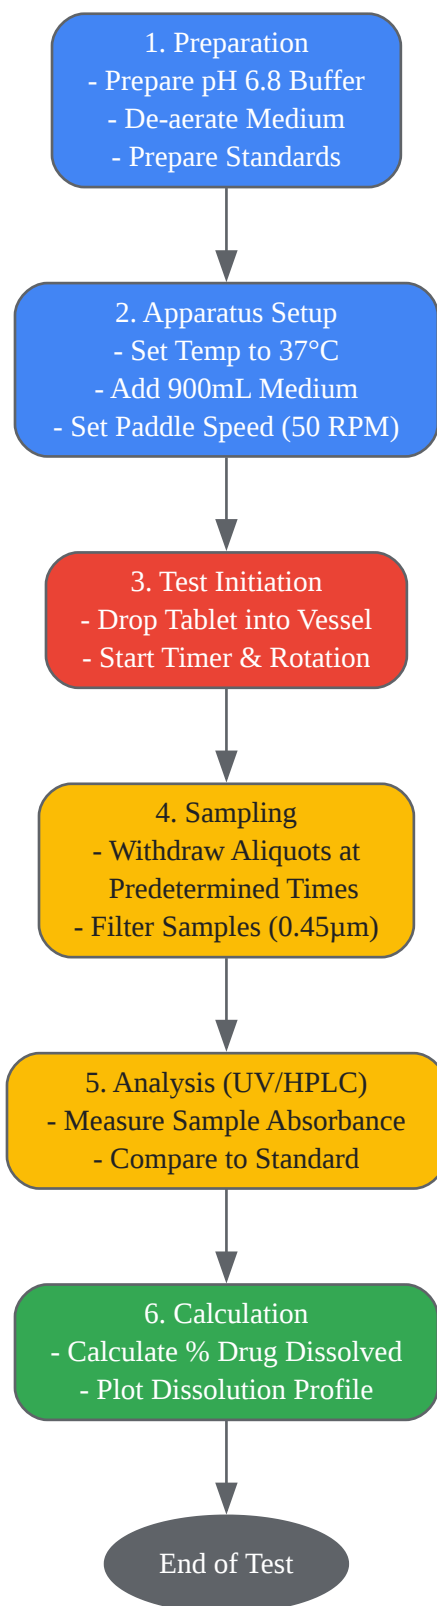 1. Preparation
- Prepare pH 6.8 Buffer
- De-aerate Medium
- Prepare Standards
2. Apparatus Setup
- Set Temp to 37°C
- Add 900mL Medium
- Set Paddle Speed (50 RPM)
3. Test Initiation
- Drop Tablet into Vessel
- Start Timer & Rotation
4. Sampling
- Withdraw Aliquots at
Predetermined Times
- Filter Samples (0.45µm)
5. Analysis (UV/HPLC)
- Measure Sample Absorbance
- Compare to Standard
6. Calculation
- Calculate % Drug Dissolved
- Plot Dissolution Profile
End of Test